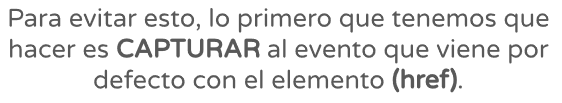 Para evitar esto, lo primero que tenemos que
hacer es CAPTURAR al evento que viene por
defecto con el elemento (href).